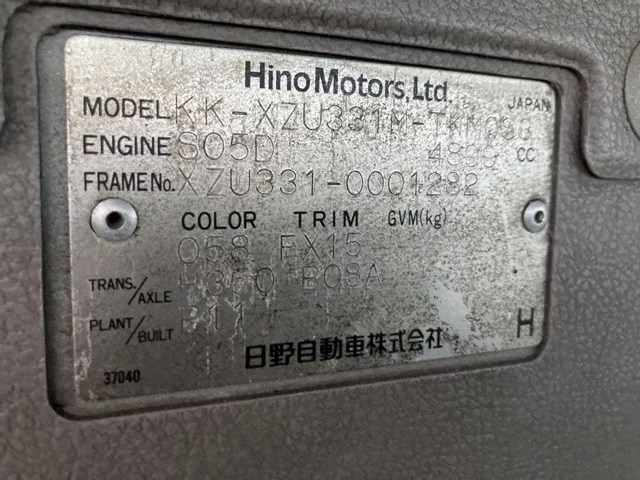 Hino Motors, Ltd.
JAPAN
MODEL KK-XZU331M-
ENGINE S05D 4899 CC
FRAME No. XZU331-0001282
COLOR TRIM GVM(kg)
058 FX15
TRANS./AXLE
PLANT/BUILT
日野自動車株式会社
H
37040